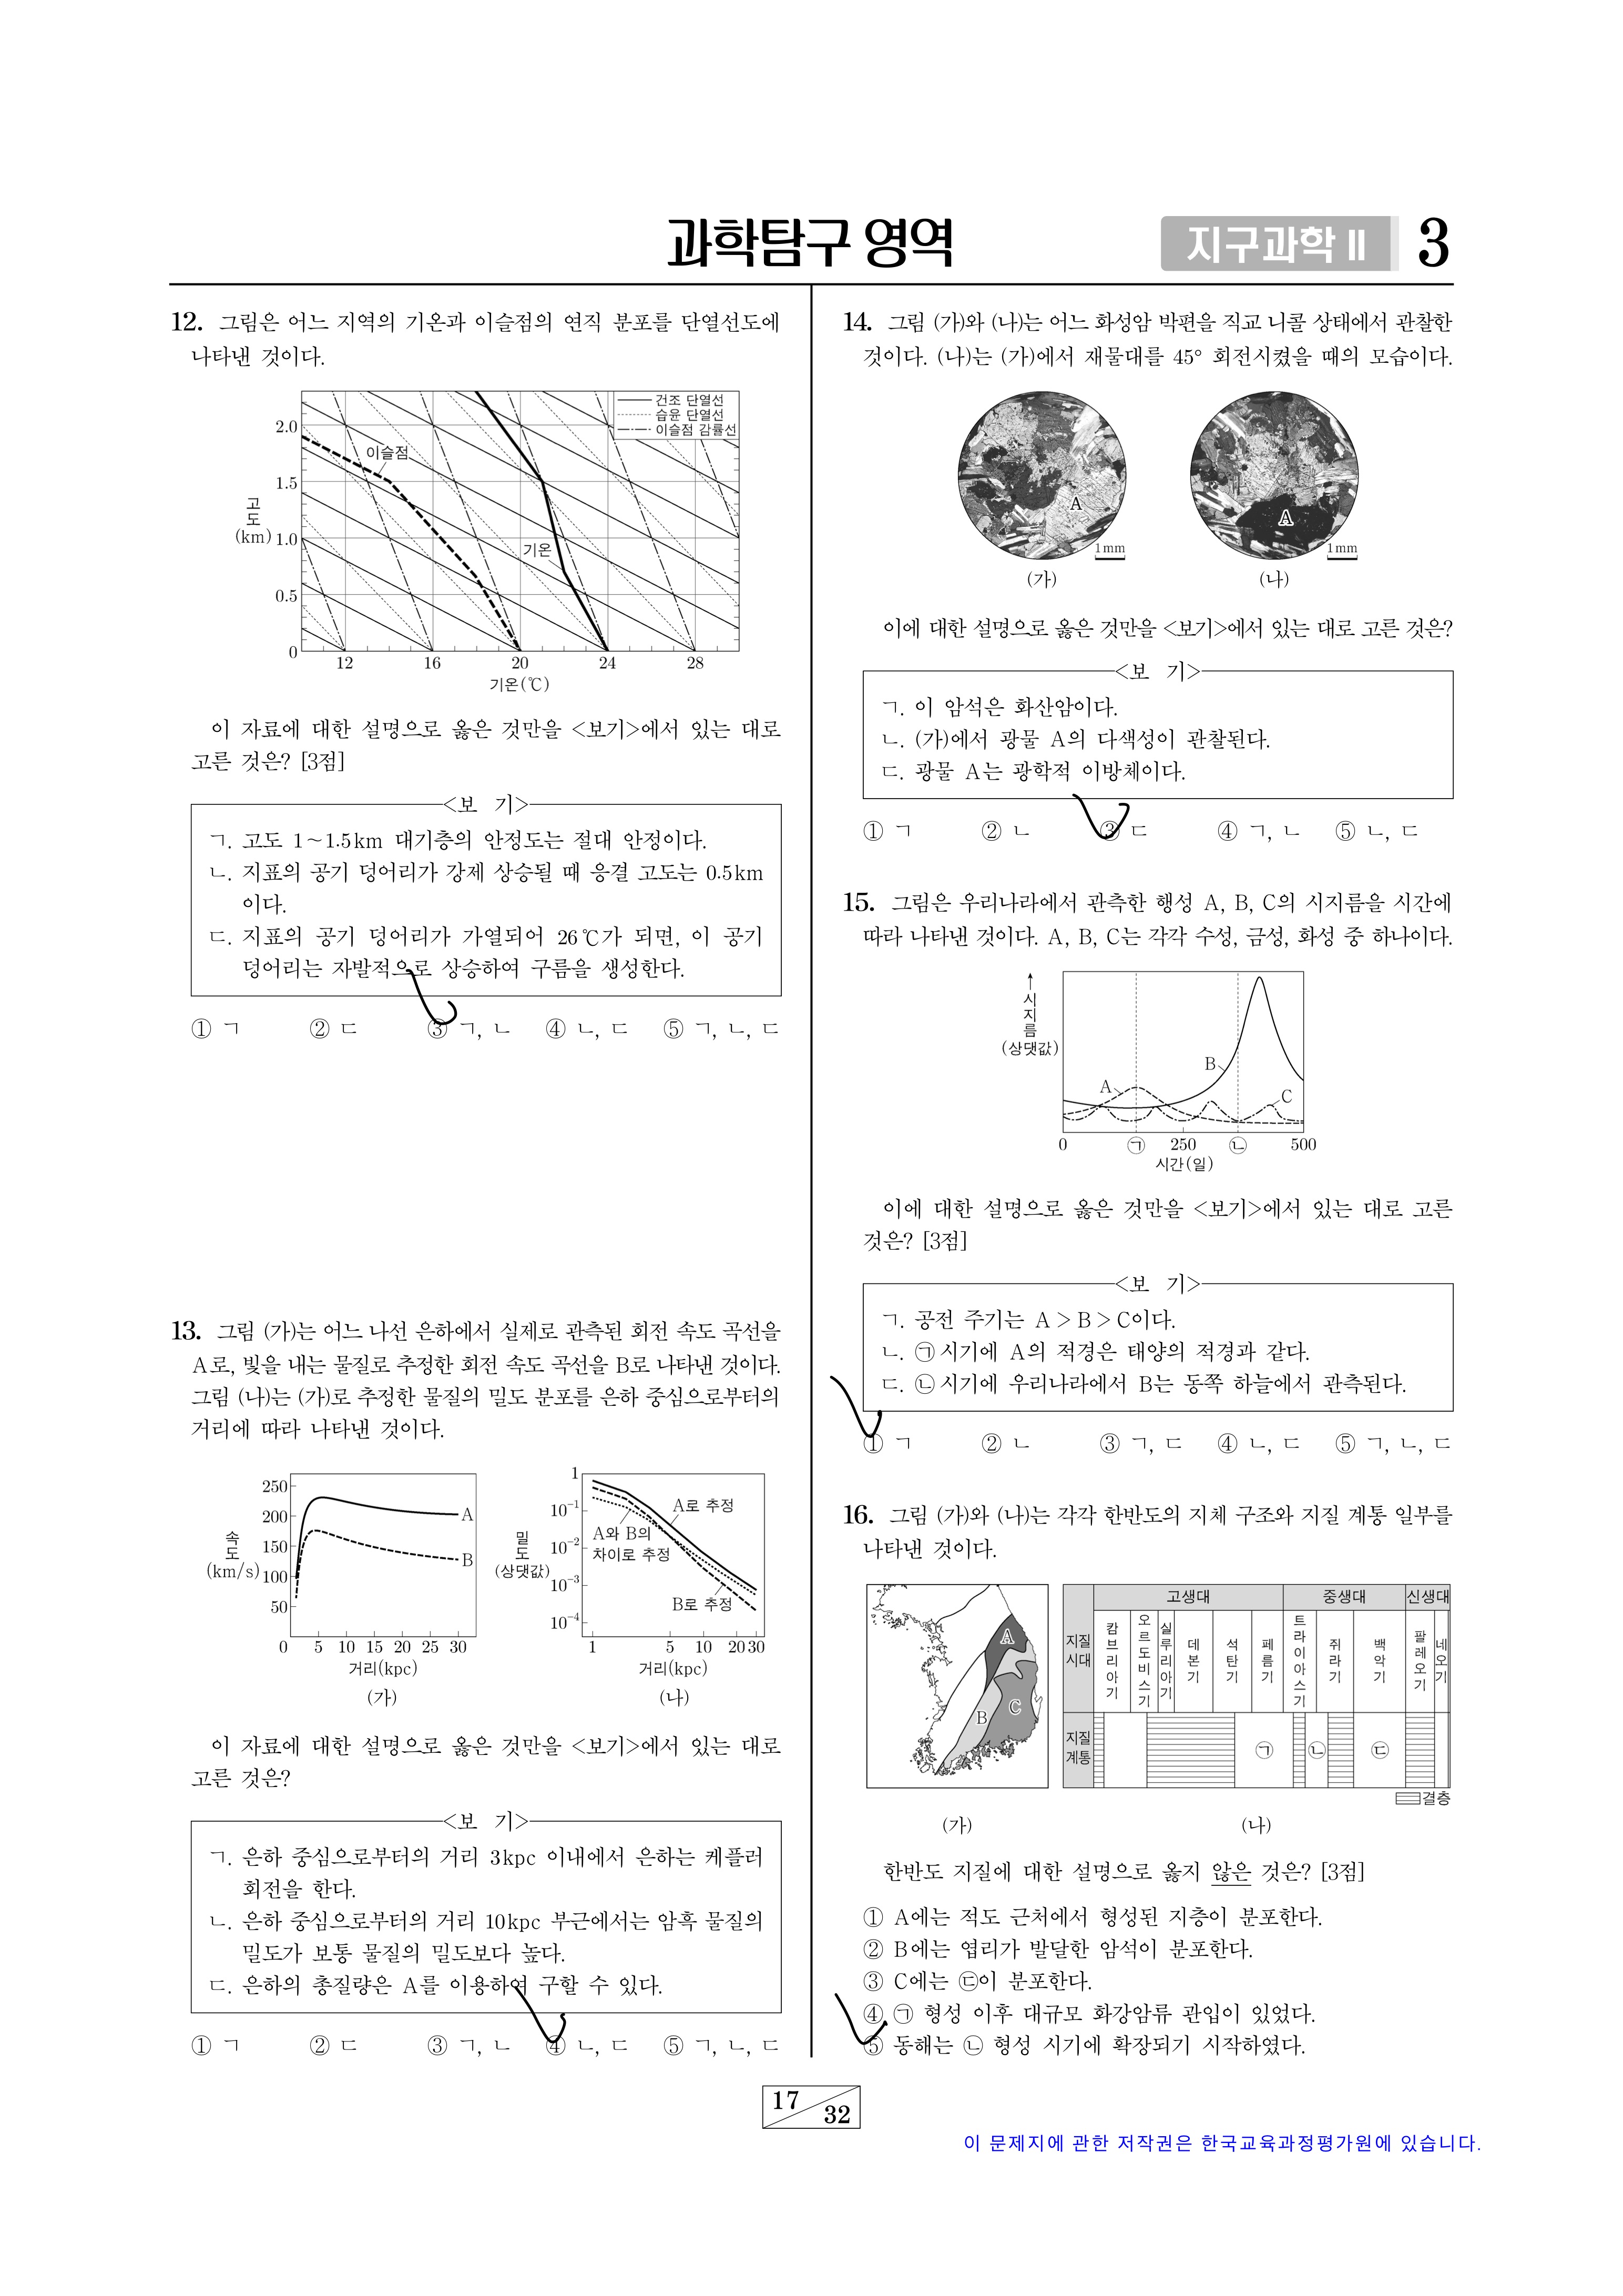 과학탐구 영역
지구과학 II
3
12. 그림은 어느 지역의 기온과 이슬점의 연직 분포를 단열선도에
나타낸 것이다.
건조 단열선
습윤 단열선
이슬점 감률선
이슬점
기온
고도
(km)
2.0
1.5
1.0
0.5
0
12 16 20 24 28
기온(℃)
이 자료에 대한 설명으로 옳은 것만을 <보기>에서 있는 대로
고른 것은? [3점]
<보 기>
ㄱ. 고도 1~1.5km 대기층의 안정도는 절대 안정이다.
ㄴ. 지표의 공기 덩어리가 강제 상승될 때 응결 고도는 0.5km
이다.
ㄷ. 지표의 공기 덩어리가 가열되어 26℃가 되면, 이 공기
덩어리는 자발적으로 상승하여 구름을 생성한다.
① ㄱ ② ㄷ ③ ㄱ, ㄴ ④ ㄴ, ㄷ ⑤ ㄱ, ㄴ, ㄷ
13. 그림 (가)는 어느 나선 은하에서 실제로 관측된 회전 속도 곡선을
A로, 빛을 내는 물질로 추정한 회전 속도 곡선을 B로 나타낸 것이다.
그림 (나)는 (가)로 추정한 물질의 밀도 분포를 은하 중심으로부터의
거리에 따라 나타낸 것이다.
속도
(km/s)
250
200
150
100
50
0 5 10 15 20 25 30
A
B
거리(kpc)
(가)
밀도
(상댓값)
1
10⁻¹
10⁻²
10⁻³
10⁻⁴
1 5 10 20 30
A로 추정
A와 B의
차이로 추정
B로 추정
거리(kpc)
(나)
이 자료에 대한 설명으로 옳은 것만을 <보기>에서 있는 대로
고른 것은?
<보 기>
ㄱ. 은하 중심으로부터의 거리 3kpc 이내에서 은하는 케플러
회전을 한다.
ㄴ. 은하 중심으로부터의 거리 10kpc 부근에서는 암흑 물질의
밀도가 보통 물질의 밀도보다 높다.
ㄷ. 은하의 총질량은 A를 이용하여 구할 수 있다.
① ㄱ ② ㄷ ③ ㄱ, ㄴ ④ ㄴ, ㄷ ⑤ ㄱ, ㄴ, ㄷ
14. 그림 (가)와 (나)는 어느 화성암 박편을 직교 니콜 상태에서 관찰한
것이다. (나)는 (가)에서 재물대를 45° 회전시켰을 때의 모습이다.
A
1mm
(가)
A
1mm
(나)
이에 대한 설명으로 옳은 것만을 <보기>에서 있는 대로 고른 것은?
<보 기>
ㄱ. 이 암석은 화산암이다.
ㄴ. (가)에서 광물 A의 다색성이 관찰된다.
ㄷ. 광물 A는 광학적 이방체이다.
① ㄱ ② ㄴ ③ ㄷ ④ ㄱ, ㄴ ⑤ ㄴ, ㄷ
15. 그림은 우리나라에서 관측한 행성 A, B, C의 시지름을 시간에
따라 나타낸 것이다. A, B, C는 각각 수성, 금성, 화성 중 하나이다.
↑
시지름
(상댓값)
A
B
C
0 ㉠ 250 ㉡ 500
시간(일)
이에 대한 설명으로 옳은 것만을 <보기>에서 있는 대로 고른
것은? [3점]
<보 기>
ㄱ. 공전 주기는 A > B > C이다.
ㄴ. ㉠ 시기에 A의 적경은 태양의 적경과 같다.
ㄷ. ㉡ 시기에 우리나라에서 B는 동쪽 하늘에서 관측된다.
① ㄱ ② ㄴ ③ ㄱ, ㄷ ④ ㄴ, ㄷ ⑤ ㄱ, ㄴ, ㄷ
16. 그림 (가)와 (나)는 각각 한반도의 지체 구조와 지질 계통 일부를
나타낸 것이다.
A
B
C
(가)
지질 시대
고생대 중생대 신생대
캄브리아기 오르도비스기 실루리아기 데본기 석탄기 페름기 트라이아스기 쥐라기 백악기 팔레오기 네오기
지질 계통
㉠ ㉡ ㉢
결층
(나)
한반도 지질에 대한 설명으로 옳지 않은 것은? [3점]
① A에는 적도 근처에서 형성된 지층이 분포한다.
② B에는 엽리가 발달한 암석이 분포한다.
③ C에는 ㉢이 분포한다.
④ ㉠ 형성 이후 대규모 화강암류 관입이 있었다.
⑤ 동해는 ㉡ 형성 시기에 확장되기 시작하였다.
17
32
이 문제지에 관한 저작권은 한국교육과정평가원에 있습니다.